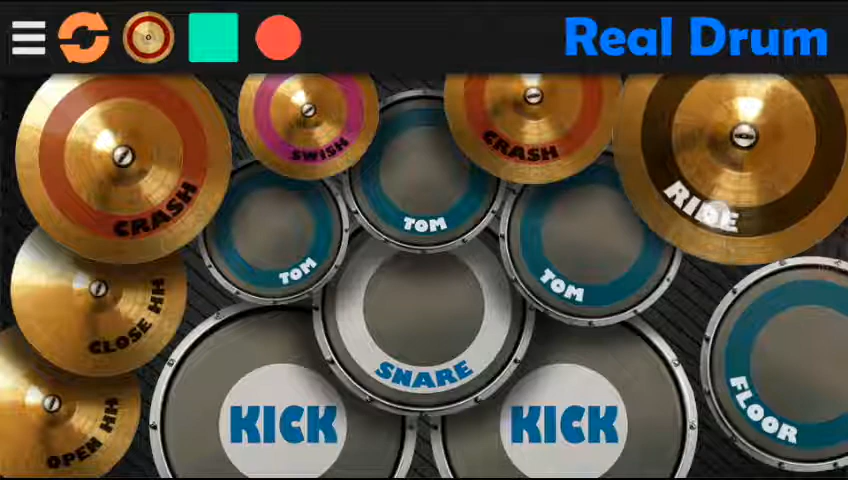 Real Drum
CRASH
SWISH
CRASH
RIDE
TOM
TOM
TOM
CLOSE HH
SNARE
OPEN HH
KICK
KICK
FLOOR